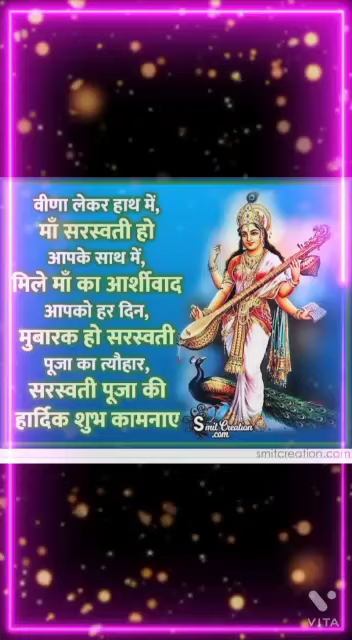 वीणा लेकर हाथ में,
माँ सरस्वती हो
आपके साथ में,
मिले माँ का आर्शीवाद
आपको हर दिन,
मुबारक हो सरस्वती
पूजा का त्यौहार,
सरस्वती पूजा की
हार्दिक शुभ कामनाए
Smit Creation
.com
smitcreation.com
VITA